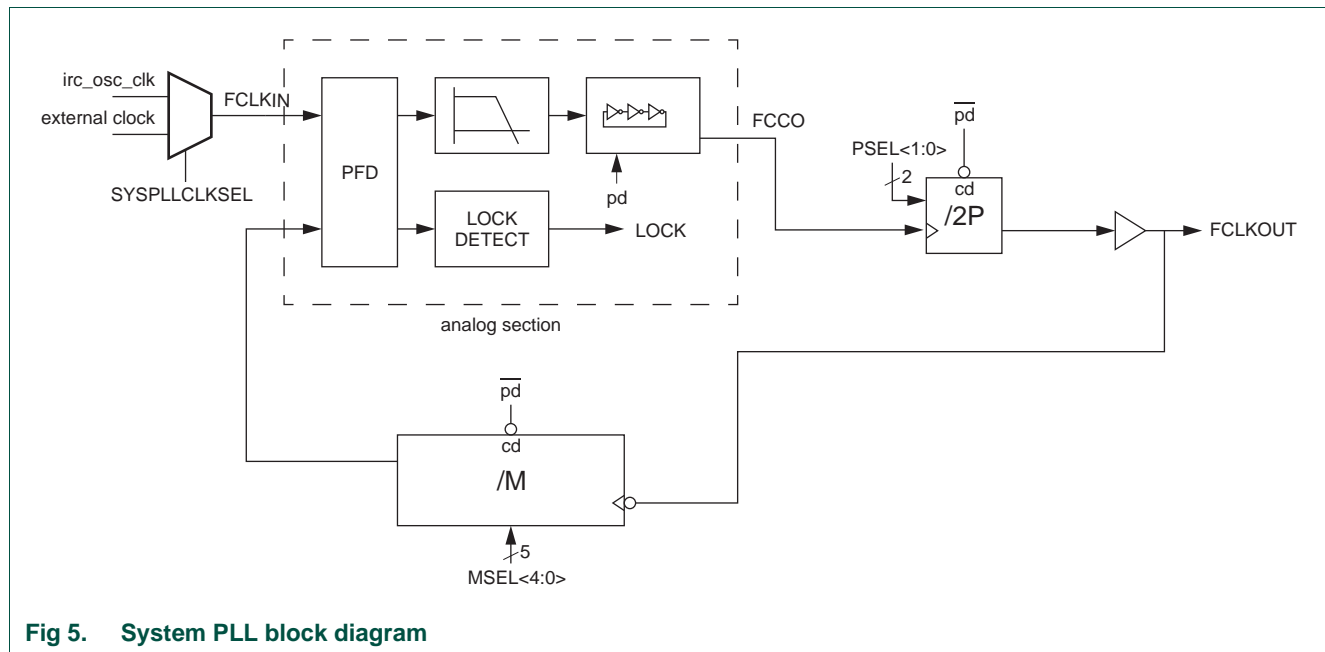 irc_osc_clk
external clock
FCLKIN
SYSPLLCLKSEL
PFD
LOCK
DETECT
LOCK
pd
FCCO
analog section
pd
PSEL<1:0>
2
cd
/2P
FCLKOUT
pd
cd
/M
5
MSEL<4:0>
Fig 5. System PLL block diagram